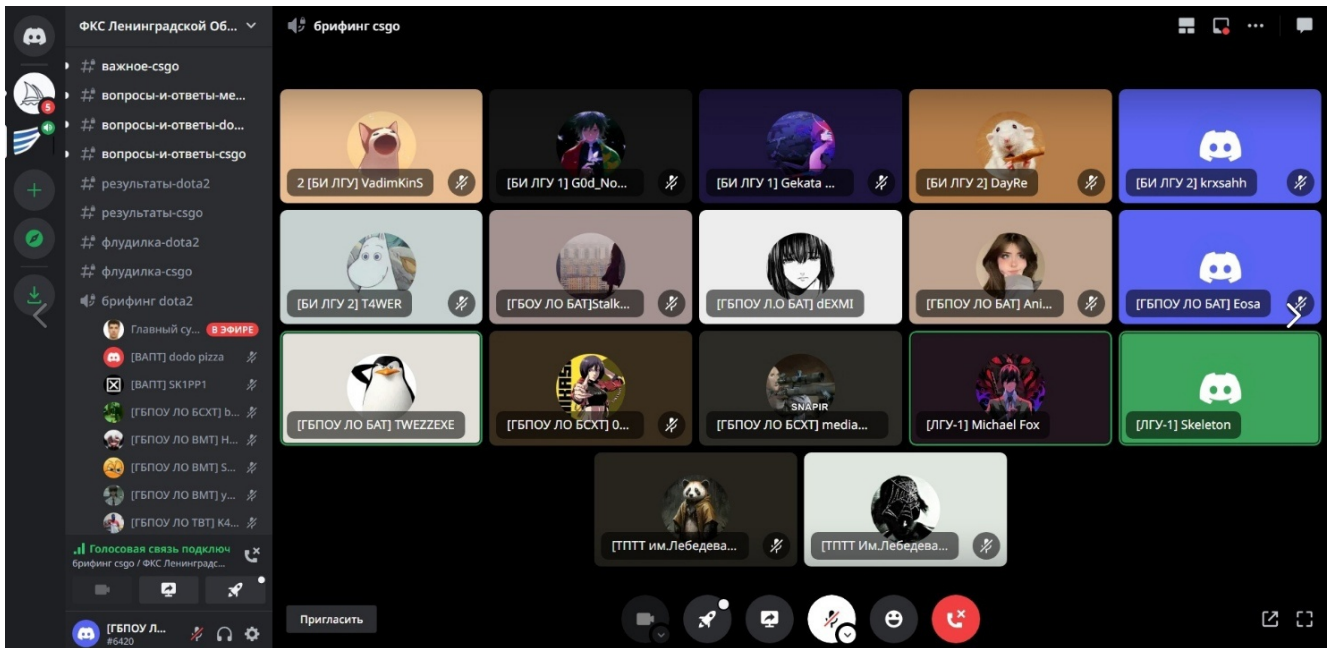 ФКС Ленинградской Об...
важное-csgo
вопросы-и-ответы-ме...
вопросы-и-ответы-do...
вопросы-и-ответы-csgo
результаты-dota2
результаты-csgo
флудилка-dota2
флудилка-csgo
брифинг dota2
Главный су... В ЭФИРЕ
[ВАПТ] dodo pizza
[ВАПТ] SK1PP1
[ГБПОУ ЛО БСХТ] b...
[ГБПОУ ЛО ВМТ] H...
[ГБПОУ ЛО ВМТ] S...
[ГБПОУ ЛО ВМТ] y...
[ГБПОУ ЛО ТВТ] K4...
Голосовая связь подключ
брифинг csgo / ФКС Ленинградс...
[ГБПОУ Л...
#6420
5
брифинг csgo
2 [БИ ЛГУ] VadimKinS
[БИ ЛГУ 1] G0d_No...
[БИ ЛГУ 1] Gekata ...
[БИ ЛГУ 2] DayRe
[БИ ЛГУ 2] krxsahh
[БИ ЛГУ 2] T4WER
[ГБОУ ЛО БАТ]Stalk...
[ГБПОУ Л.О БАТ] dEXMI
[ГБПОУ ЛО БАТ] Ani...
[ГБПОУ ЛО БАТ] Eosa
[ГБПОУ ЛО БАТ] TWEZZEXE
[ГБПОУ ЛО БСХТ] 0...
SNAPIR
[ГБПОУ ЛО БСХТ] media...
[ЛГУ-1] Michael Fox
[ЛГУ-1] Skeleton
[ТПТТ им.Лебедева...
[ТПТТ Им.Лебедева...
Пригласить